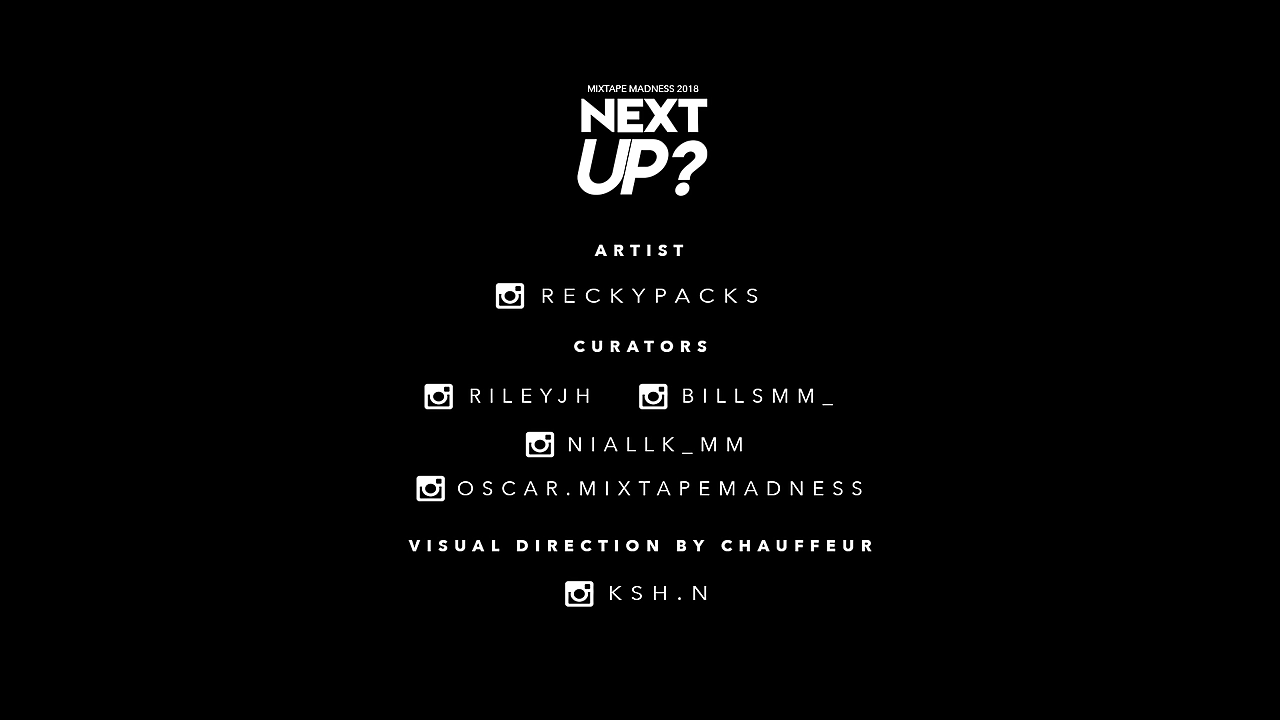 MIXTAPE MADNESS 2018
NEXT
UP?
ARTIST
RECKYPACKS
CURATORS
RILEYJH BILLSMM_
NIALLK_MM
OSCAR.MIXTAPEMADNESS
VISUAL DIRECTION BY CHAUFFEUR
KSH.N